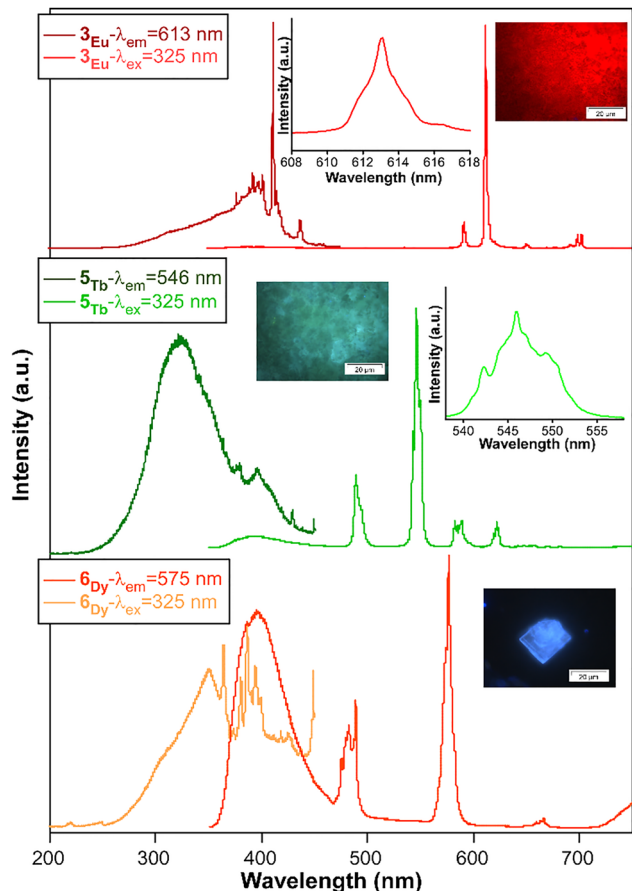 3Eu-λem=613 nm
3Eu-λex=325 nm
Intensity (a.u.)
608 610 612 614 616 618
Wavelength (nm)
20 μm
5Tb-λem=546 nm
5Tb-λex=325 nm
20 μm
Intensity (a.u.)
540 545 550 555
Wavelength (nm)
Intensity (a.u.)
6Dy-λem=575 nm
6Dy-λex=325 nm
20 μm
200 300 400 500 600 700
Wavelength (nm)